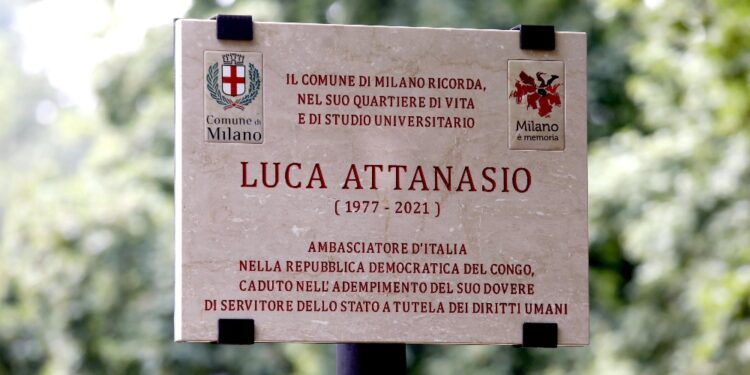 Comune di
Milano
IL COMUNE DI MILANO RICORDA,
NEL SUO QUARTIERE DI VITA
E DI STUDIO UNIVERSITARIO
Milano
è memoria
LUCA ATTANASIO
( 1977 - 2021 )
AMBASCIATORE D'ITALIA
NELLA REPUBBLICA DEMOCRATICA DEL CONGO,
CADUTO NELL'ADEMPIMENTO DEL SUO DOVERE
DI SERVITORE DELLO STATO A TUTELA DEI DIRITTI UMANI